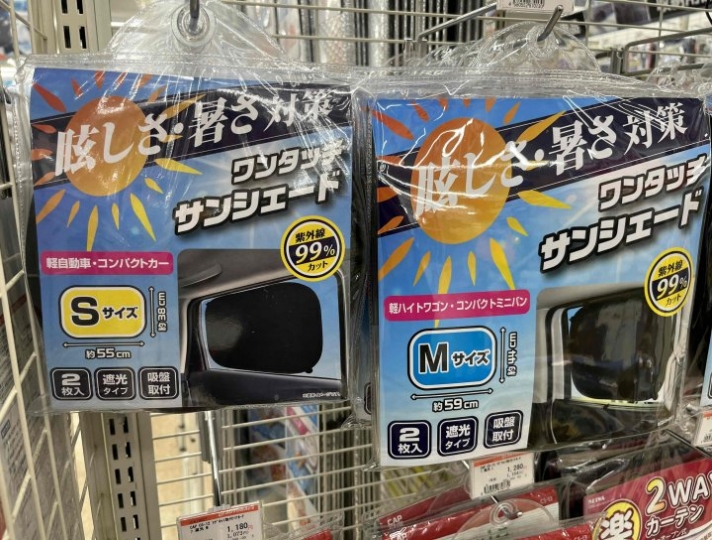 眩しさ・暑さ対策
ワンタッチ
サンシェード
紫外線
99%
カット
軽自動車・コンパクトカー
Sサイズ
約38cm
約55cm
2枚入
遮光タイプ
吸盤取付
眩しさ・暑さ対策
ワンタッチ
サンシェード
紫外線
99%
カット
軽ハイトワゴン・コンパクトミニバン
Mサイズ
約59cm
2枚入
遮光タイプ
吸盤取付
1,180
1,280
2WAY
カーテン
楽